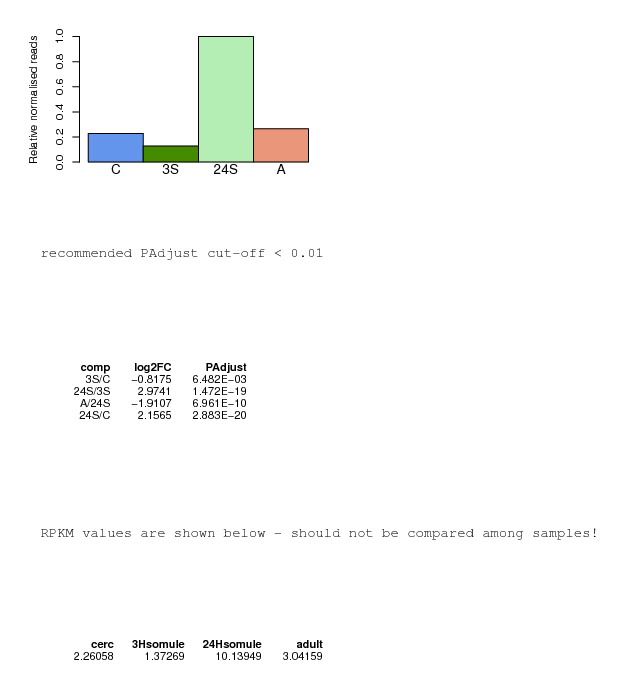 Relative normalised reads
1.0
0.8
0.6
0.4
0.2
0.0
C 3S 24S A
recommended PAdjust cut-off < 0.01
comp log2FC PAdjust
3S/C −0.8175 6.482E−03
24S/3S 2.9741 1.472E−19
A/24S −1.9107 6.961E−10
24S/C 2.1565 2.883E−20
RPKM values are shown below - should not be compared among samples!
cerc 3Hsomule 24Hsomule adult
2.26058 1.37269 10.13949 3.04159